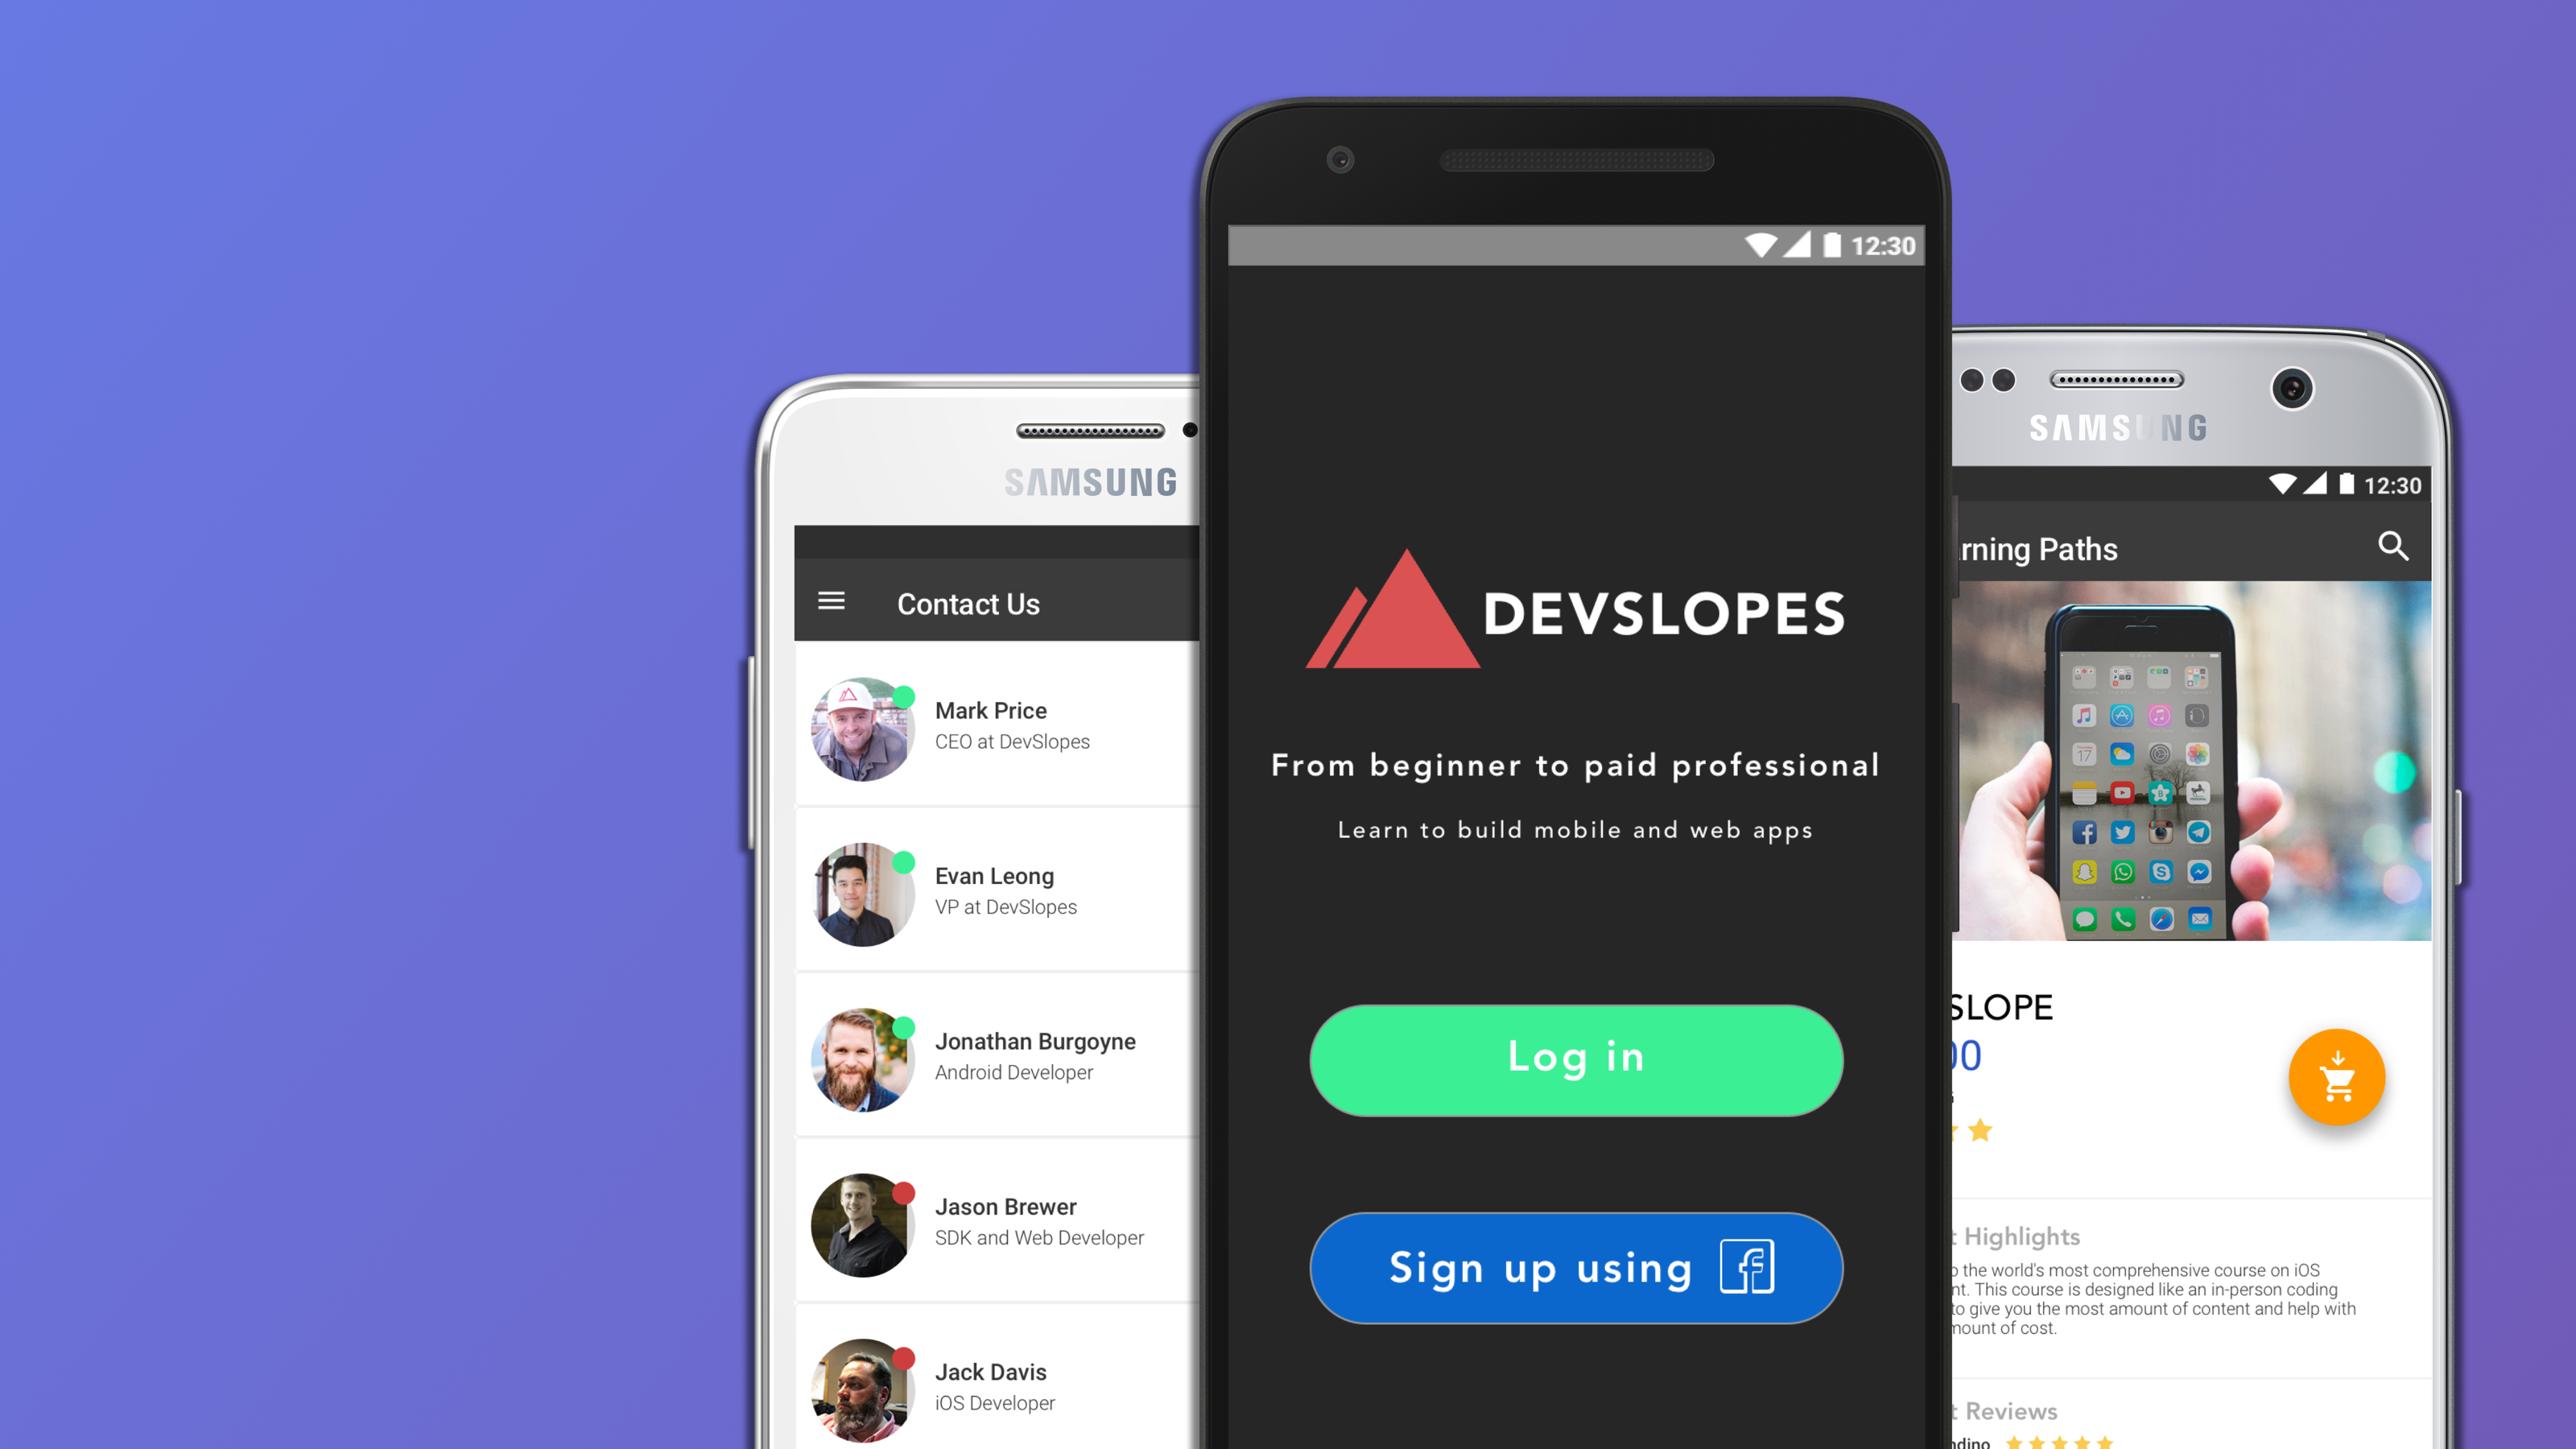 SAMSUNG
Contact Us
Mark Price
CEO at DevSlopes
Evan Leong
VP at DevSlopes
Jonathan Burgoyne
Android Developer
Jason Brewer
SDK and Web Developer
Jack Davis
iOS Developer
12:30
DEVSLOPES
From beginner to paid professional
Learn to build mobile and web apps
Log in
Sign up using
SAMSUNG
12:30
rning Paths
17
SLOPE
00
t Highlights
o the world's most comprehensive course on iOS
nt. This course is designed like an in-person coding
to give you the most amount of content and help with
mount of cost.
t Reviews
ndino